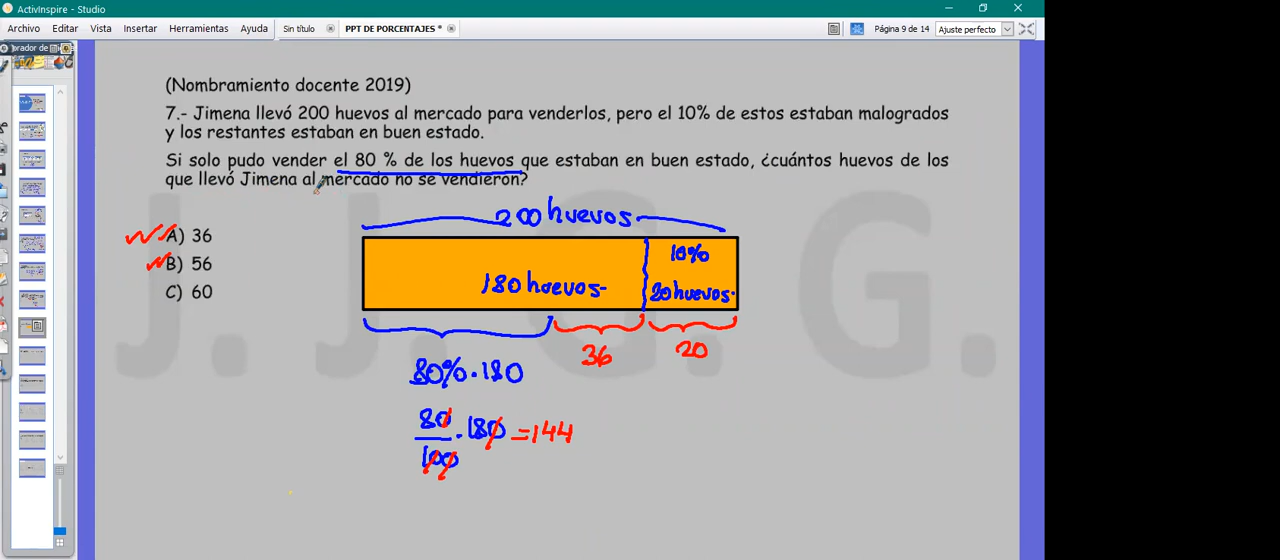 ActivInspire - Studio
Archivo Editar Vista Insertar Herramientas Ayuda
Sin título
PPT DE PORCENTAJES *
Página 9 de 14
Ajuste perfecto
orador de
(Nombramiento docente 2019)
7.- Jimena llevó 200 huevos al mercado para venderlos, pero el 10% de estos estaban malogrados
y los restantes estaban en buen estado.
Si solo pudo vender el 80 % de los huevos que estaban en buen estado, ¿cuántos huevos de los
que llevó Jimena al mercado no se vendieron?
A) 36
B) 56
C) 60
200 huevos
10%
180 huevos
20 huevos
36 20
80% · 180
80/100 · 180 = 144
J. J. G. G.